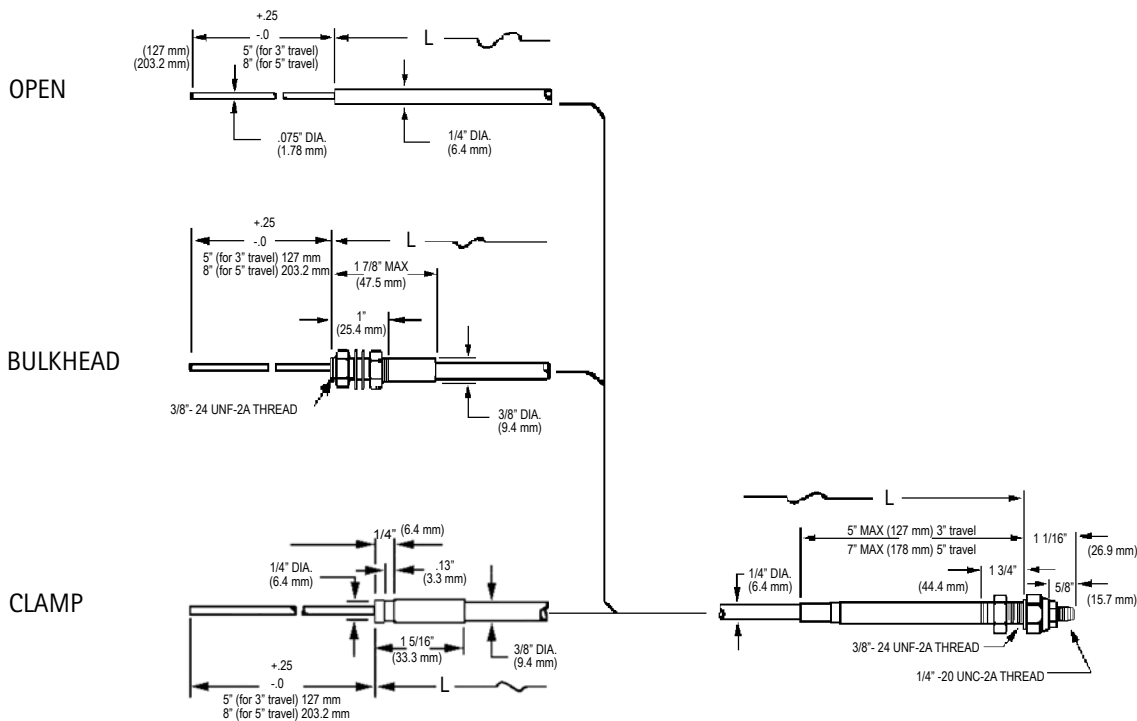 +.25
-.0
(127 mm)
5” (for 3” travel)
(203.2 mm)
8” (for 5” travel)
L
OPEN
.075” DIA.
(1.78 mm)
1/4” DIA.
(6.4 mm)
+.25
-.0
L
5” (for 3” travel) 127 mm
8” (for 5” travel) 203.2 mm
1 7/8” MAX
(47.5 mm)
1”
(25.4 mm)
BULKHEAD
3/8”- 24 UNF-2A THREAD
3/8” DIA.
(9.4 mm)
1/4” (6.4 mm)
1/4” DIA.
(6.4 mm)
.13”
(3.3 mm)
CLAMP
1 5/16”
(33.3 mm)
3/8” DIA.
(9.4 mm)
+.25
-.0
5” (for 3” travel) 127 mm
8” (for 5” travel) 203.2 mm
L
L
5” MAX (127 mm) 3” travel
7” MAX (178 mm) 5” travel
1 1/16”
(26.9 mm)
1/4” DIA.
(6.4 mm)
1 3/4”
(44.4 mm)
5/8”
(15.7 mm)
3/8”- 24 UNF-2A THREAD
1/4” -20 UNC-2A THREAD